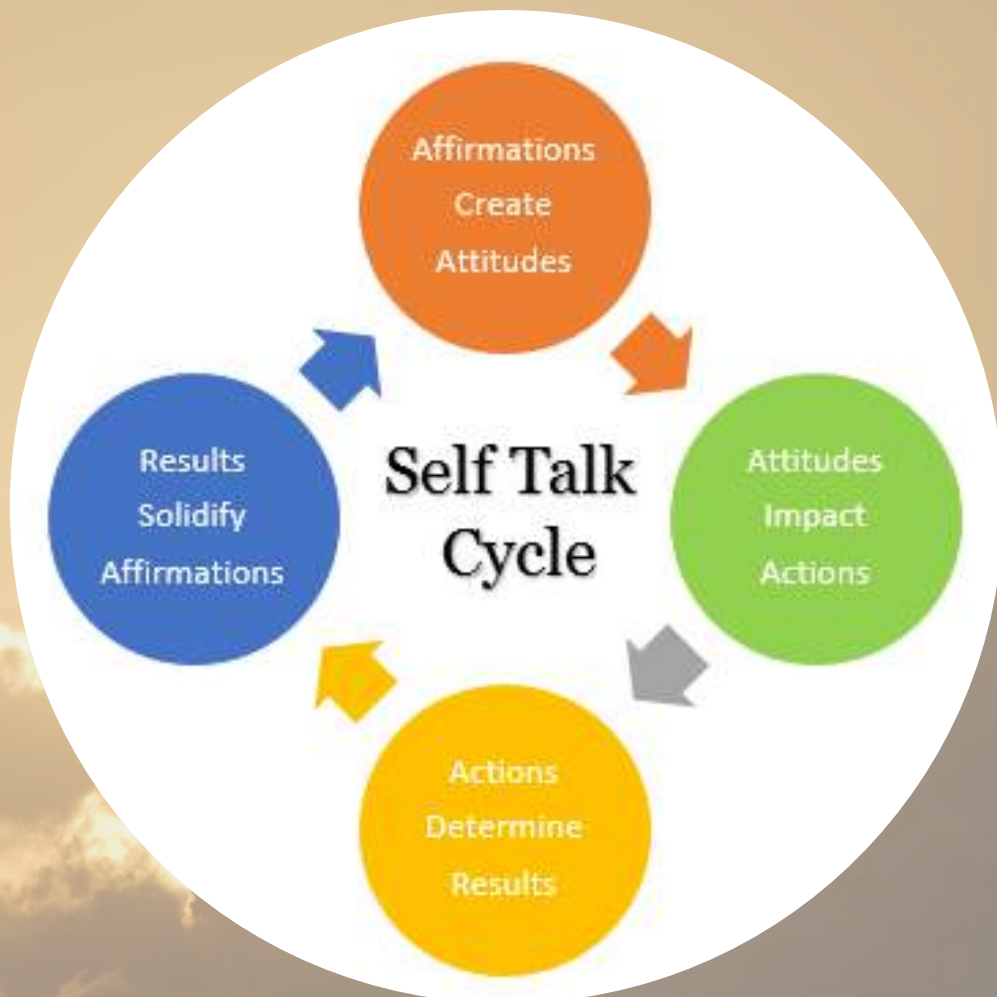 Affirmations
Create
Attitudes
Attitudes
Impact
Actions
Actions
Determine
Results
Results
Solidify
Affirmations
Self Talk
Cycle